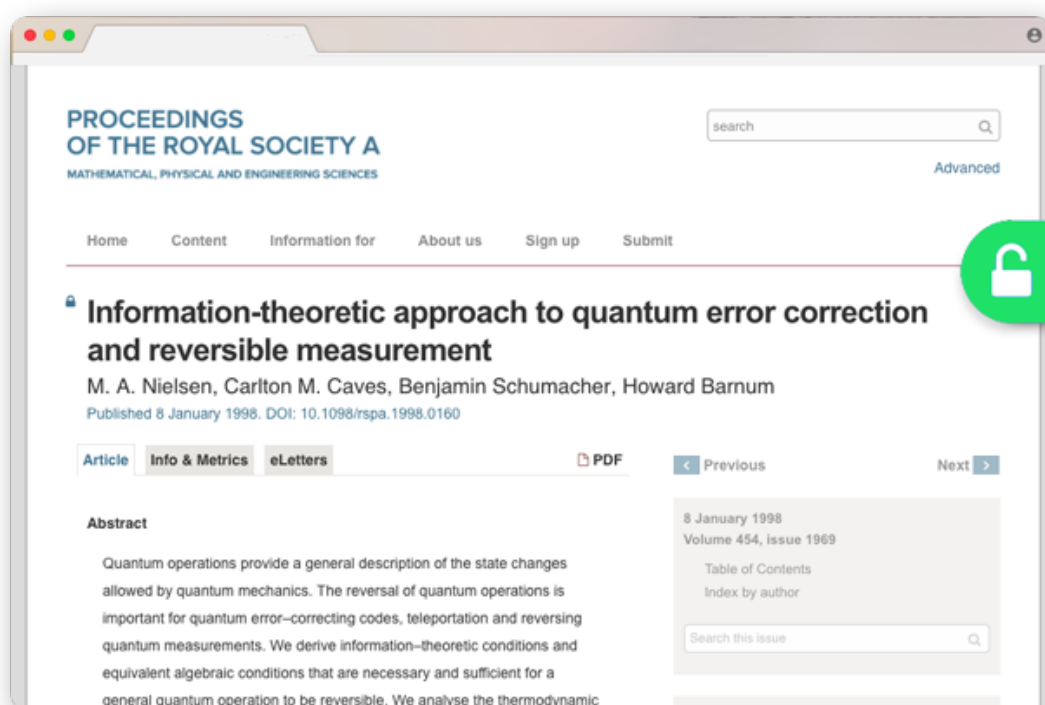 PROCEEDINGS
OF THE ROYAL SOCIETY A
MATHEMATICAL, PHYSICAL AND ENGINEERING SCIENCES
search
Advanced
Home Content Information for About us Sign up Submit
Information-theoretic approach to quantum error correction
and reversible measurement
M. A. Nielsen, Carlton M. Caves, Benjamin Schumacher, Howard Barnum
Published 8 January 1998. DOI: 10.1098/rspa.1998.0160
Article Info & Metrics eLetters PDF
Abstract
Quantum operations provide a general description of the state changes
allowed by quantum mechanics. The reversal of quantum operations is
important for quantum error–correcting codes, teleportation and reversing
quantum measurements. We derive information–theoretic conditions and
equivalent algebraic conditions that are necessary and sufficient for a
general quantum operation to be reversible. We analyse the thermodynamic
< Previous Next >
8 January 1998
Volume 454, issue 1969
Table of Contents
Index by author
Search this issue